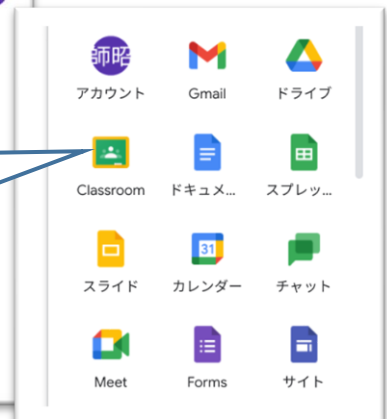 師昭
アカウント Gmail ドライブ
Classroom ドキュメ... スプレッ...
31
スライド カレンダー チャット
Meet Forms サイト